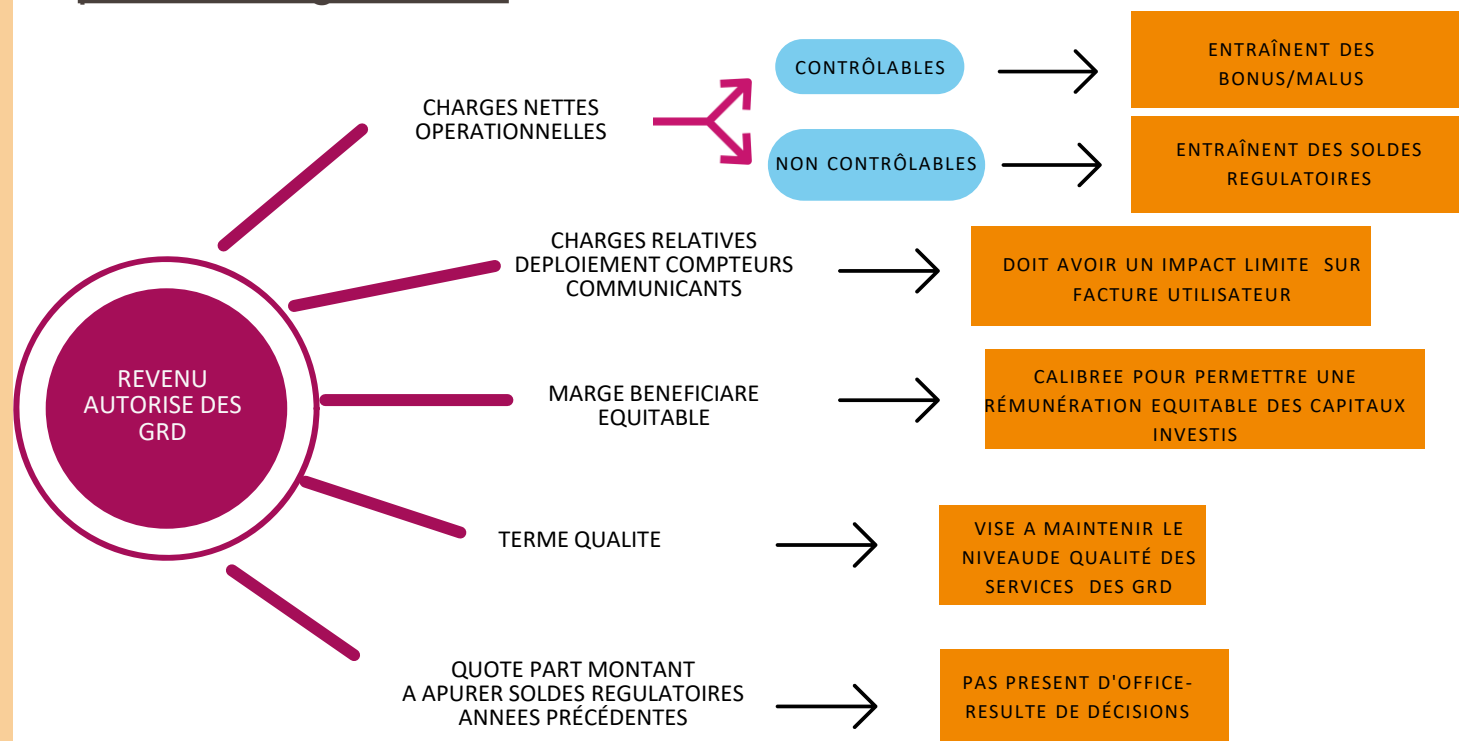 CHARGES NETTES
OPERATIONNELLES
CONTRÔLABLES
ENTRAÎNENT DES
BONUS/MALUS
NON CONTRÔLABLES
ENTRAÎNENT DES SOLDES
REGULATOIRES
CHARGES RELATIVES
DEPLOIEMENT COMPTEURS
COMMUNICANTS
DOIT AVOIR UN IMPACT LIMITE SUR
FACTURE UTILISATEUR
REVENU
AUTORISE DES
GRD
MARGE BENEFICIARE
EQUITABLE
CALIBREE POUR PERMETTRE UNE
RÉMUNÉRATION EQUITABLE DES CAPITAUX
INVESTIS
TERME QUALITE
VISE A MAINTENIR LE
NIVEAUDE QUALITÉ DES
SERVICES DES GRD
QUOTE PART MONTANT
A APURER SOLDES REGULATOIRES
ANNEES PRÉCÉDENTES
PAS PRESENT D'OFFICE-
RESULTE DE DÉCISIONS